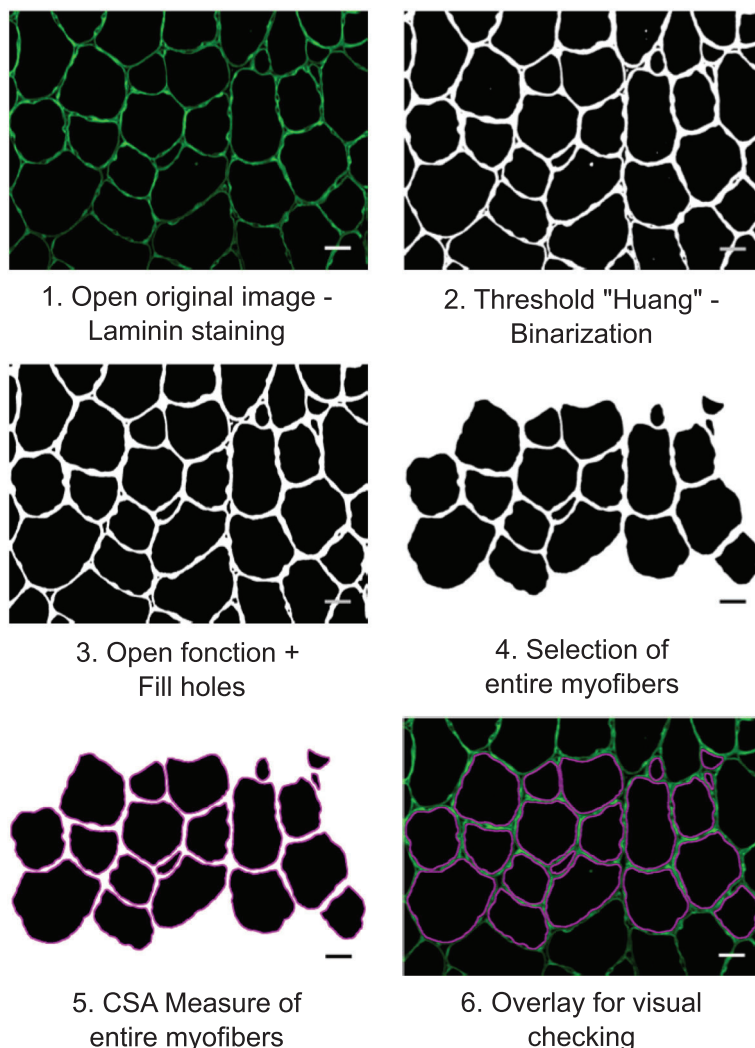 1. Open original image -
Laminin staining
2. Threshold "Huang" -
Binarization
3. Open fonction +
Fill holes
4. Selection of
entire myofibers
5. CSA Measure of
entire myofibers
6. Overlay for visual
checking